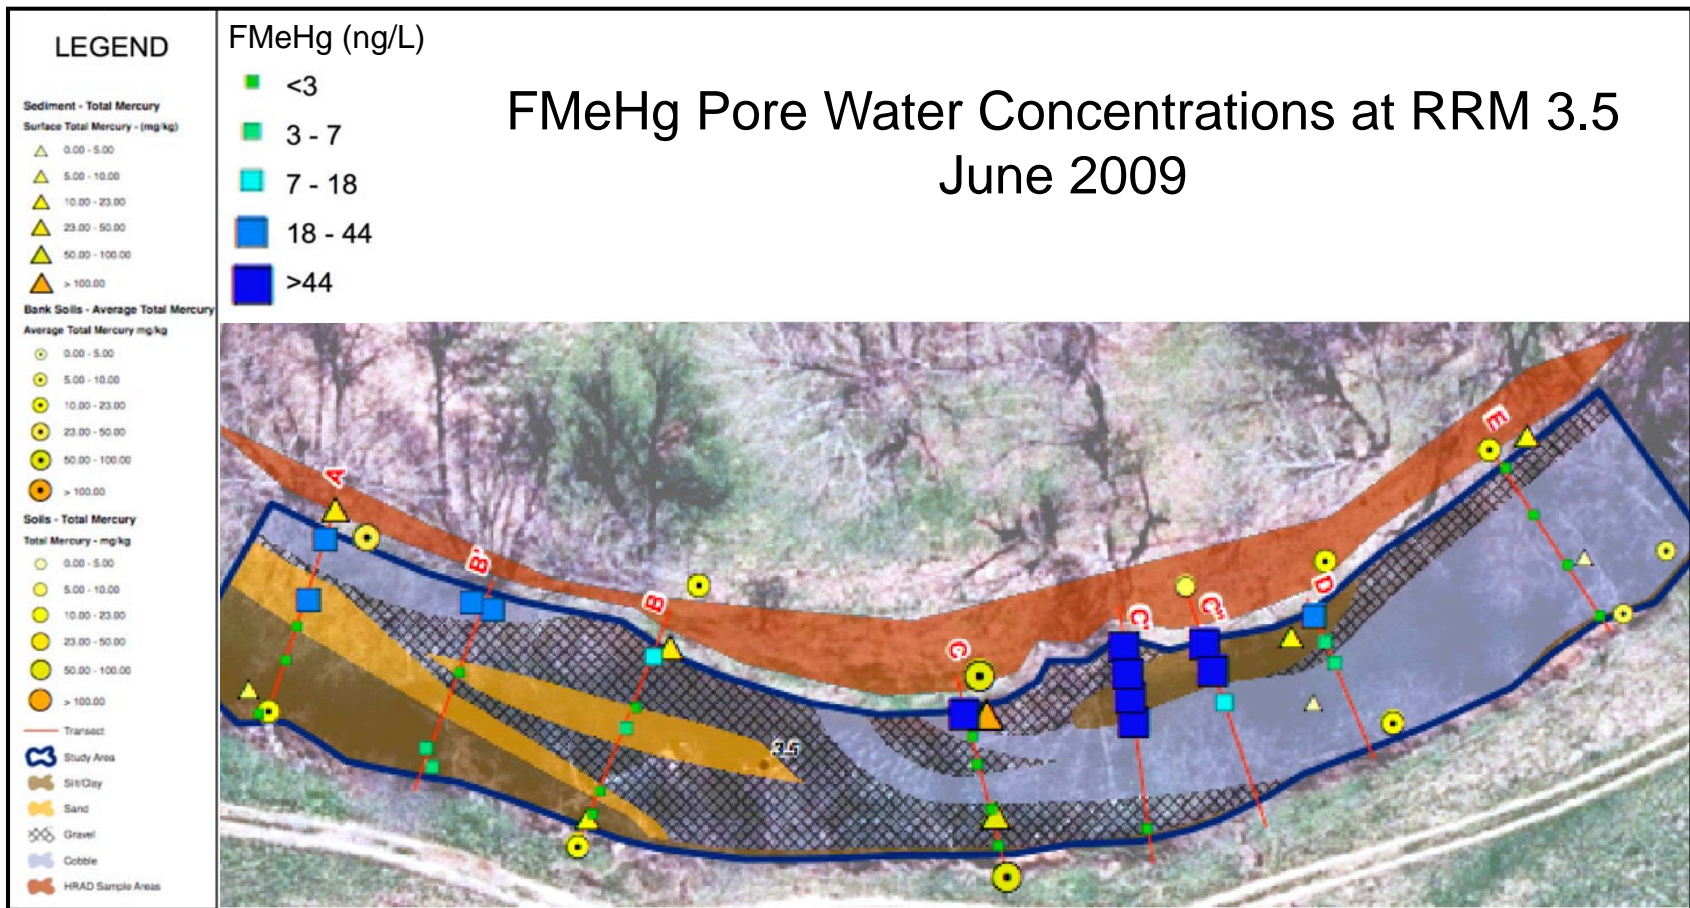 LEGEND
Sediment - Total Mercury
Surface Total Mercury - (mg/kg)
0.00 - 5.00
5.00 - 10.00
10.00 - 23.00
23.00 - 50.00
50.00 - 100.00
> 100.00
Bank Soils - Average Total Mercury
Average Total Mercury mg/kg
0.00 - 5.00
5.00 - 10.00
10.00 - 23.00
23.00 - 50.00
50.00 - 100.00
> 100.00
Soils - Total Mercury
Total Mercury - mg/kg
0.00 - 5.00
5.00 - 10.00
10.00 - 23.00
23.00 - 50.00
50.00 - 100.00
> 100.00
Transect
Study Area
Silt/Clay
Sand
Gravel
Cobble
HRAD Sample Areas
FMeHg (ng/L)
<3
3 - 7
7 - 18
18 - 44
>44
FMeHg Pore Water Concentrations at RRM 3.5
June 2009
A
B'
B
C
C'
C"
D
E
3.5